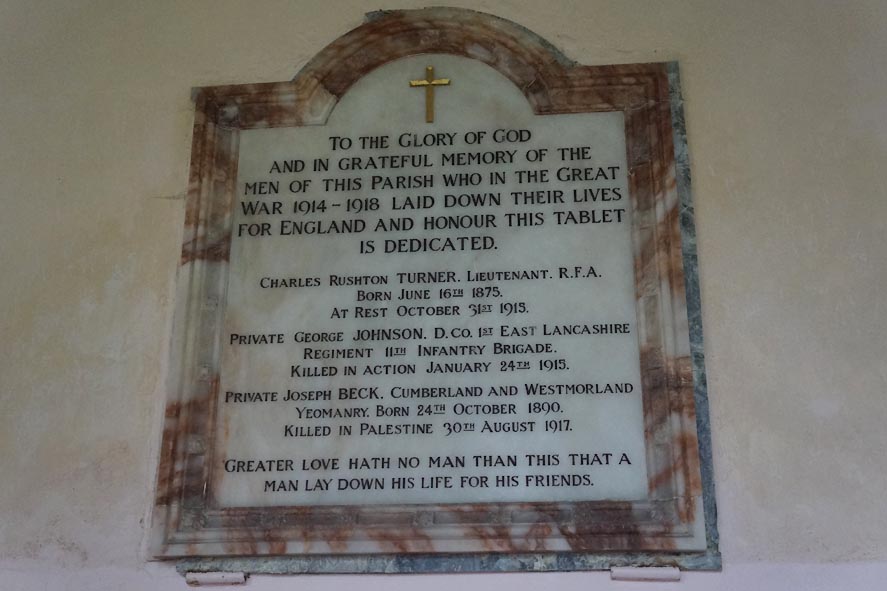 TO THE GLORY OF GOD
AND IN GRATEFUL MEMORY OF THE
MEN OF THIS PARISH WHO IN THE GREAT
WAR 1914 - 1918 LAID DOWN THEIR LIVES
FOR ENGLAND AND HONOUR THIS TABLET
IS DEDICATED.
CHARLES RUSHTON TURNER. LIEUTENANT. R.F.A.
BORN JUNE 16TH 1875.
AT REST OCTOBER 31ST 1915.
PRIVATE GEORGE JOHNSON. D.CO. 1ST EAST LANCASHIRE
REGIMENT 11TH INFANTRY BRIGADE.
KILLED IN ACTION JANUARY 24TH 1915.
PRIVATE JOSEPH BECK. CUMBERLAND AND WESTMORLAND
YEOMANRY. BORN 24TH OCTOBER 1890.
KILLED IN PALESTINE 30TH AUGUST 1917.
GREATER LOVE HATH NO MAN THAN THIS THAT A
MAN LAY DOWN HIS LIFE FOR HIS FRIENDS.